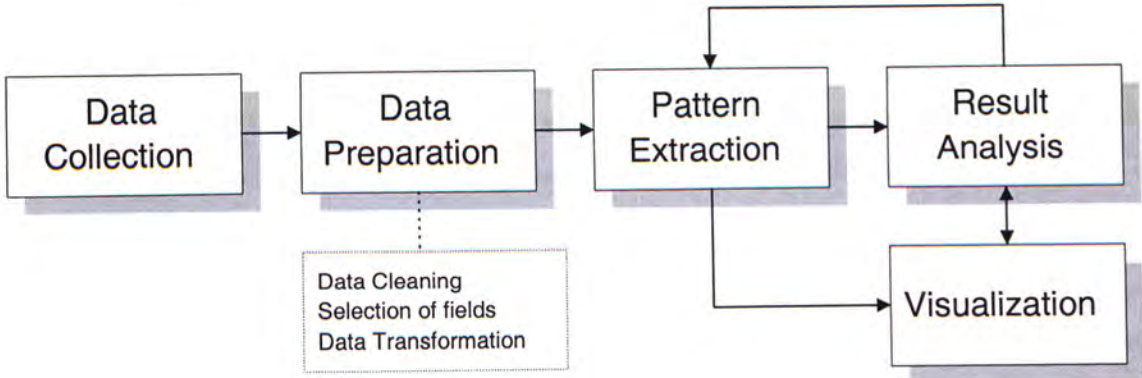 Data
Collection
Data
Preparation
Pattern
Extraction
Result
Analysis
Data Cleaning
Selection of fields
Data Transformation
Visualization